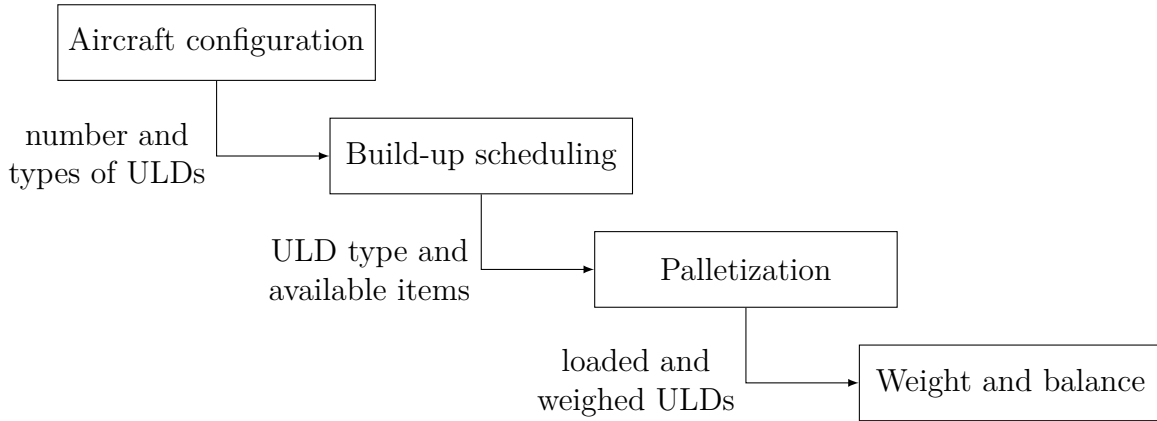 Aircraft configuration
number and
types of ULDs
Build-up scheduling
ULD type and
available items
Palletization
loaded and
weighed ULDs
Weight and balance